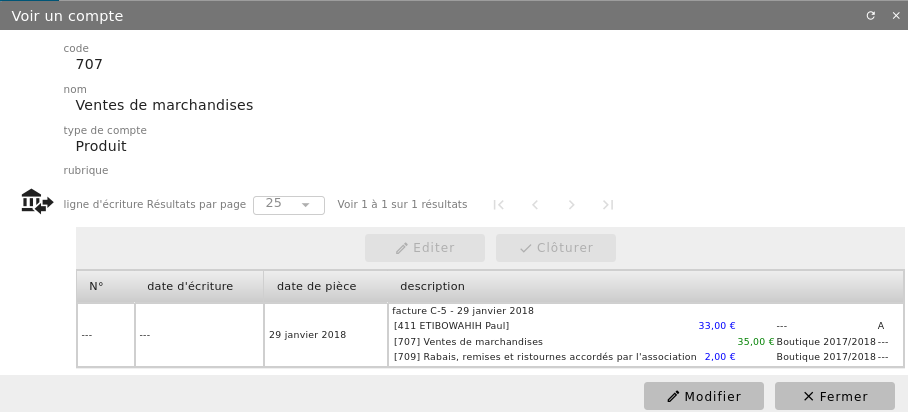 Voir un compte
code
707
nom
Ventes de marchandises
type de compte
Produit
rubrique
ligne d'écriture Résultats par page 25 Voir 1 à 1 sur 1 résultats
Editer Clôturer
N° date d'écriture date de pièce description
facture C-5 - 29 janvier 2018
[411 ETIBOWAHIH Paul] 33,00 € --- A
--- --- 29 janvier 2018
[707] Ventes de marchandises 35,00 € Boutique 2017/2018 ---
[709] Rabais, remises et ristournes accordés par l'association 2,00 € Boutique 2017/2018 ---
Modifier Fermer